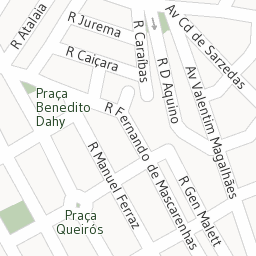 R Atalaia
R Jurema
R Caiçara
R Caraíbas
R D Aquino
Av Cd de Sarzedas
Av Valentim Magalhães
Praça
Benedito
Dahy
R Fernando de Mascarenhas
R Manuel Ferraz
R Gen Malett
Praça
Queirós